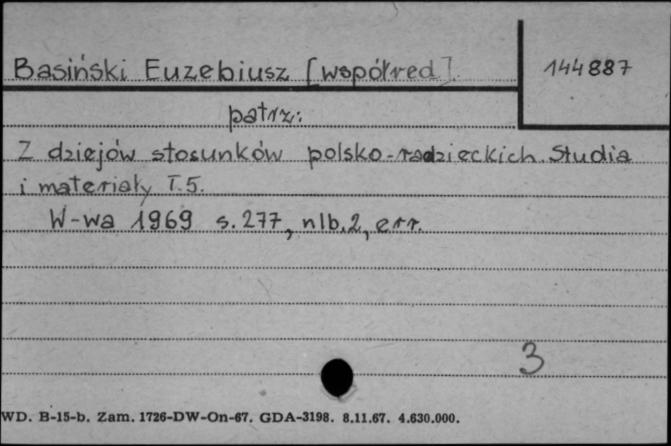 Basiński Euzebiusz [współred].
144887
patrz:
Z dziejów stosunków polsko-radzieckich. Studia
i materiały T.5.
W-wa 1969 s. 277, nlb. 2, err.
3
WD. B-15-b. Zam. 1726-DW-On-67. GDA-3198. 8.11.67. 4.630.000.